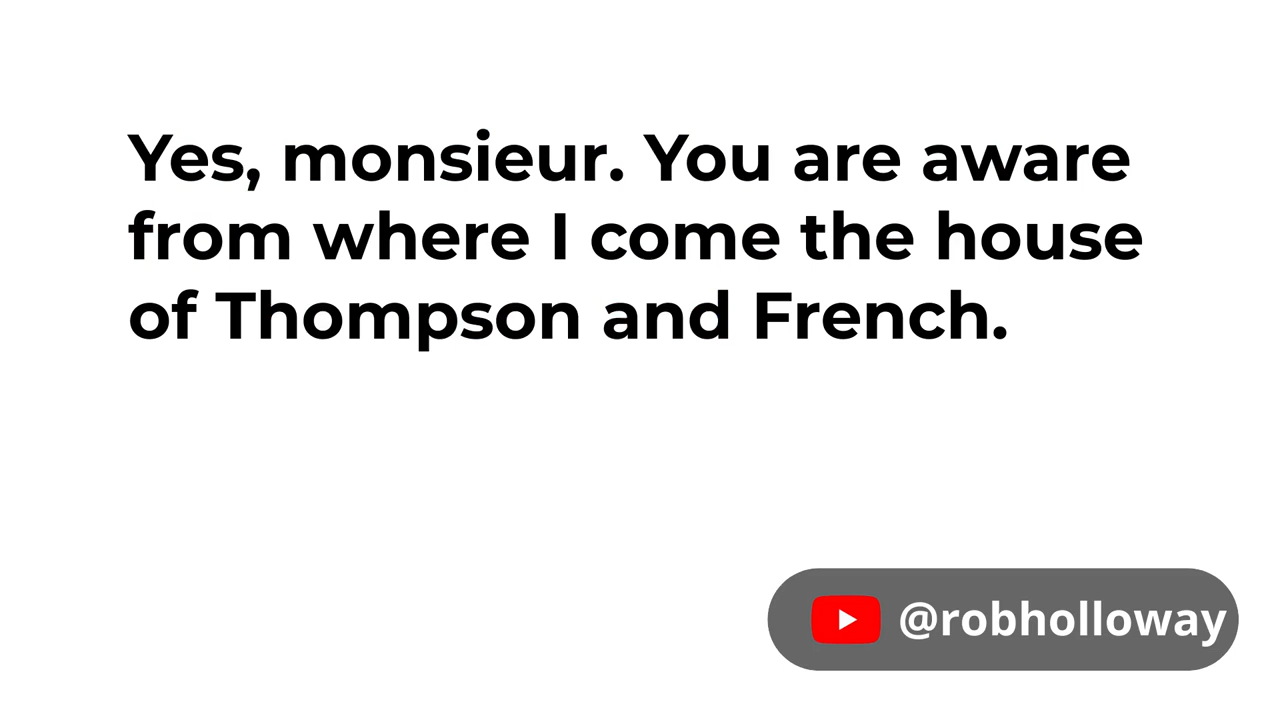 Yes, monsieur. You are aware
from where I come the house
of Thompson and French.
@robholloway